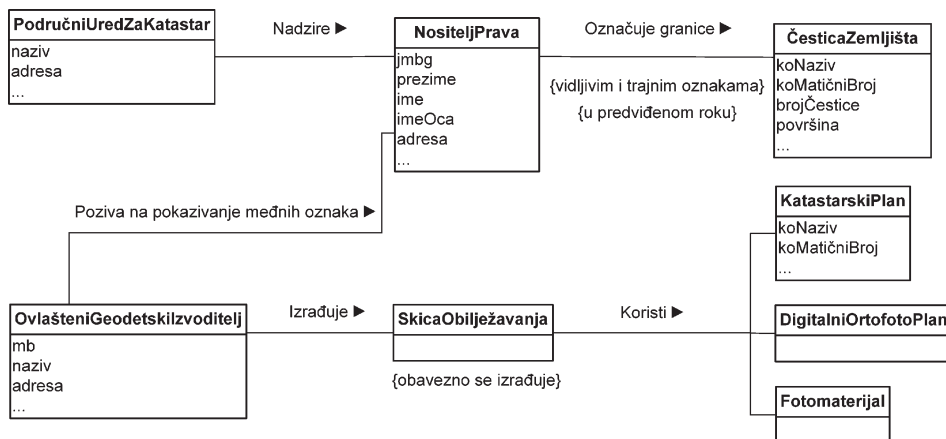 PodručniUredZaKatastar
naziv
adresa
...
Nadzire ►
NositeljPrava
jmbg
prezime
ime
imeOca
adresa
...
Označuje granice ►
{vidljivim i trajnim oznakama}
{u predviđenom roku}
ČesticaZemljišta
koNaziv
koMatičniBroj
brojČestice
površina
...
Poziva na pokazivanje međnih oznaka ►
OvlašteniGeodetskiIzvoditelj
mb
naziv
adresa
...
Izrađuje ►
SkicaObilježavanja
{obavezno se izrađuje}
Koristi ►
KatastarskiPlan
koNaziv
koMatičniBroj
...
DigitalniOrtofotoPlan
Fotomaterijal